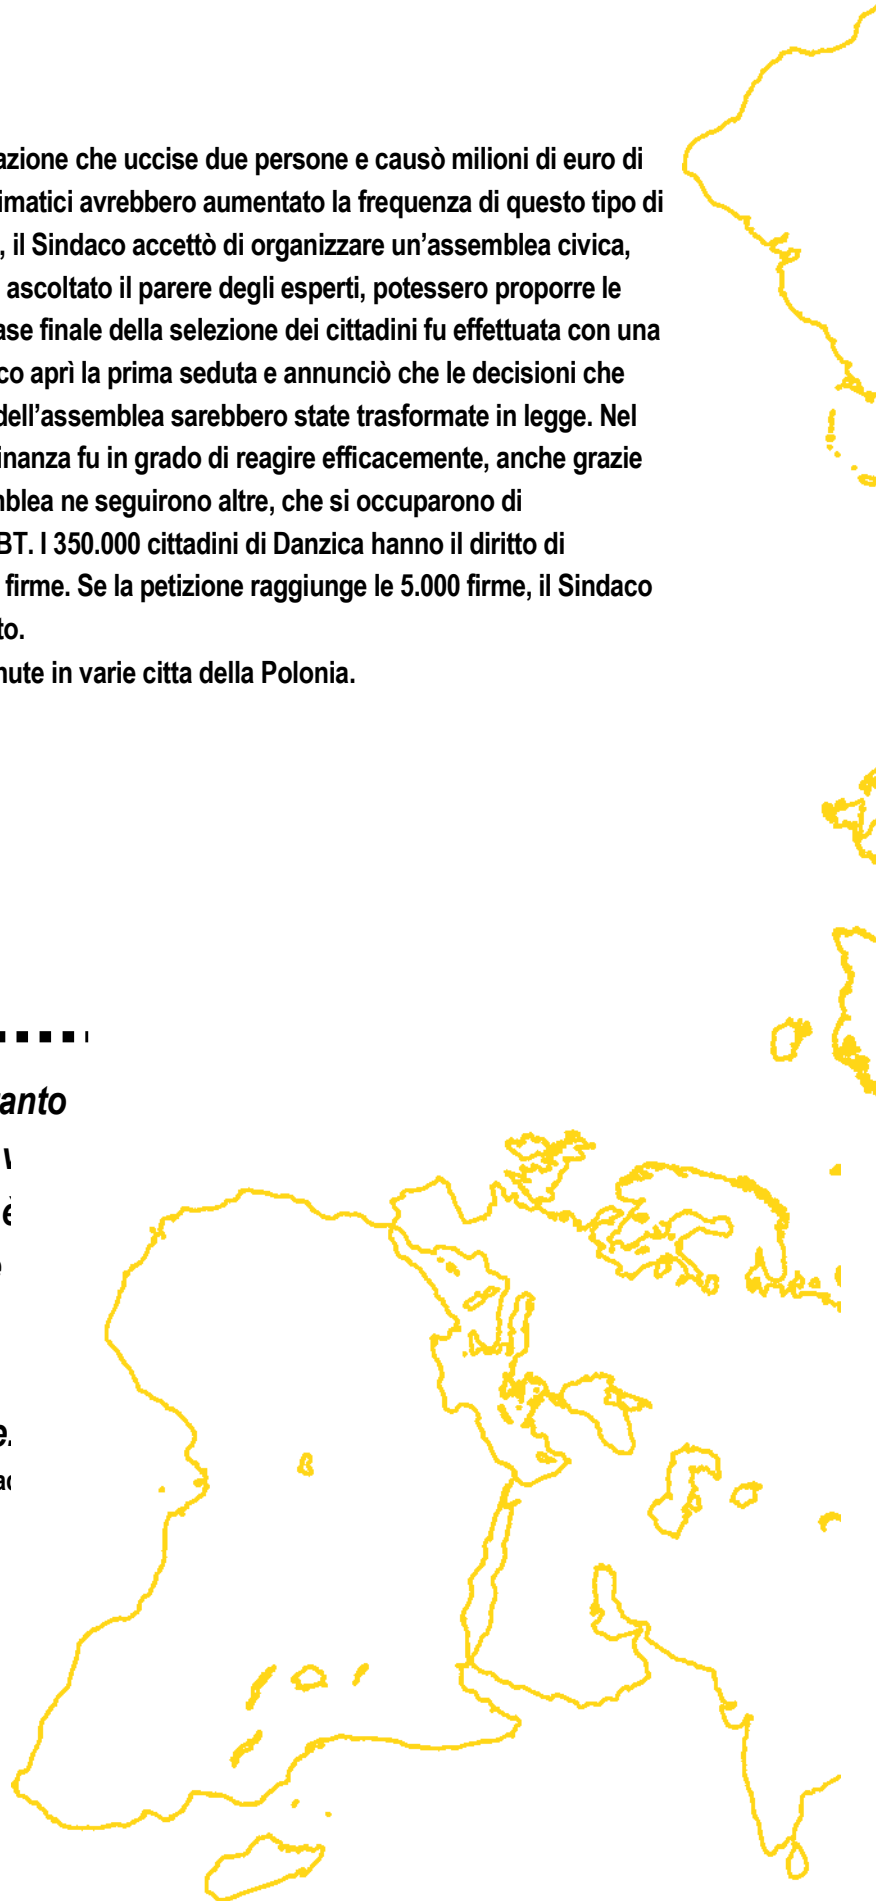 azione che uccise due persone e causò milioni di euro di
imatici avrebbero aumentato la frequenza di questo tipo di
, il Sindaco accettò di organizzare un’assemblea civica,
ascoltato il parere degli esperti, potessero proporre le
ase finale della selezione dei cittadini fu effettuata con una
co aprì la prima seduta e annunciò che le decisioni che
dell’assemblea sarebbero state trasformate in legge. Nel
inanza fu in grado di reagire efficacemente, anche grazie
nblea ne seguirono altre, che si occuparono di
BT. I 350.000 cittadini di Danzica hanno il diritto di
firme. Se la petizione raggiunge le 5.000 firme, il Sindaco
to.
nute in varie citta della Polonia.
anto
è
e.